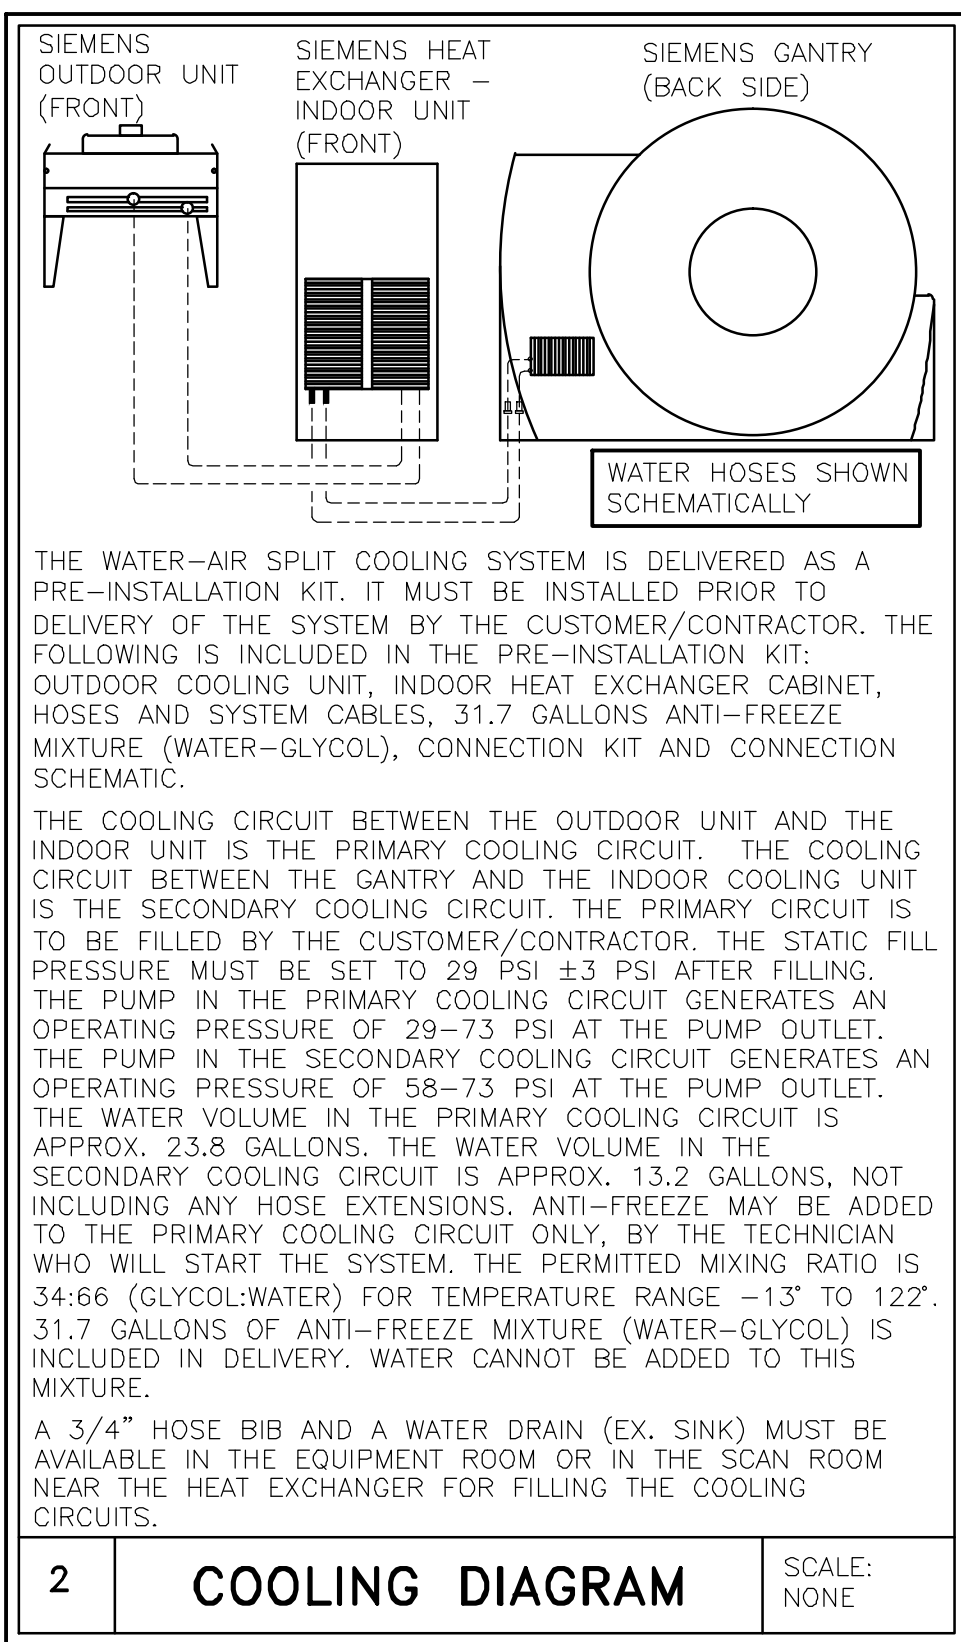 SIEMENS
OUTDOOR UNIT
(FRONT)
SIEMENS HEAT
EXCHANGER –
INDOOR UNIT
(FRONT)
SIEMENS GANTRY
(BACK SIDE)
WATER HOSES SHOWN
SCHEMATICALLY
THE WATER–AIR SPLIT COOLING SYSTEM IS DELIVERED AS A
PRE–INSTALLATION KIT. IT MUST BE INSTALLED PRIOR TO
DELIVERY OF THE SYSTEM BY THE CUSTOMER/CONTRACTOR. THE
FOLLOWING IS INCLUDED IN THE PRE–INSTALLATION KIT:
OUTDOOR COOLING UNIT, INDOOR HEAT EXCHANGER CABINET,
HOSES AND SYSTEM CABLES, 31.7 GALLONS ANTI–FREEZE
MIXTURE (WATER–GLYCOL), CONNECTION KIT AND CONNECTION
SCHEMATIC.
THE COOLING CIRCUIT BETWEEN THE OUTDOOR UNIT AND THE
INDOOR UNIT IS THE PRIMARY COOLING CIRCUIT. THE COOLING
CIRCUIT BETWEEN THE GANTRY AND THE INDOOR COOLING UNIT
IS THE SECONDARY COOLING CIRCUIT. THE PRIMARY CIRCUIT IS
TO BE FILLED BY THE CUSTOMER/CONTRACTOR. THE STATIC FILL
PRESSURE MUST BE SET TO 29 PSI ±3 PSI AFTER FILLING.
THE PUMP IN THE PRIMARY COOLING CIRCUIT GENERATES AN
OPERATING PRESSURE OF 29–73 PSI AT THE PUMP OUTLET.
THE PUMP IN THE SECONDARY COOLING CIRCUIT GENERATES AN
OPERATING PRESSURE OF 58–73 PSI AT THE PUMP OUTLET.
THE WATER VOLUME IN THE PRIMARY COOLING CIRCUIT IS
APPROX. 23.8 GALLONS. THE WATER VOLUME IN THE
SECONDARY COOLING CIRCUIT IS APPROX. 13.2 GALLONS, NOT
INCLUDING ANY HOSE EXTENSIONS. ANTI–FREEZE MAY BE ADDED
TO THE PRIMARY COOLING CIRCUIT ONLY, BY THE TECHNICIAN
WHO WILL START THE SYSTEM. THE PERMITTED MIXING RATIO IS
34:66 (GLYCOL:WATER) FOR TEMPERATURE RANGE –13° TO 122°.
31.7 GALLONS OF ANTI–FREEZE MIXTURE (WATER–GLYCOL) IS
INCLUDED IN DELIVERY. WATER CANNOT BE ADDED TO THIS
MIXTURE.
A 3/4” HOSE BIB AND A WATER DRAIN (EX. SINK) MUST BE
AVAILABLE IN THE EQUIPMENT ROOM OR IN THE SCAN ROOM
NEAR THE HEAT EXCHANGER FOR FILLING THE COOLING
CIRCUITS.
2
COOLING DIAGRAM
SCALE:
NONE